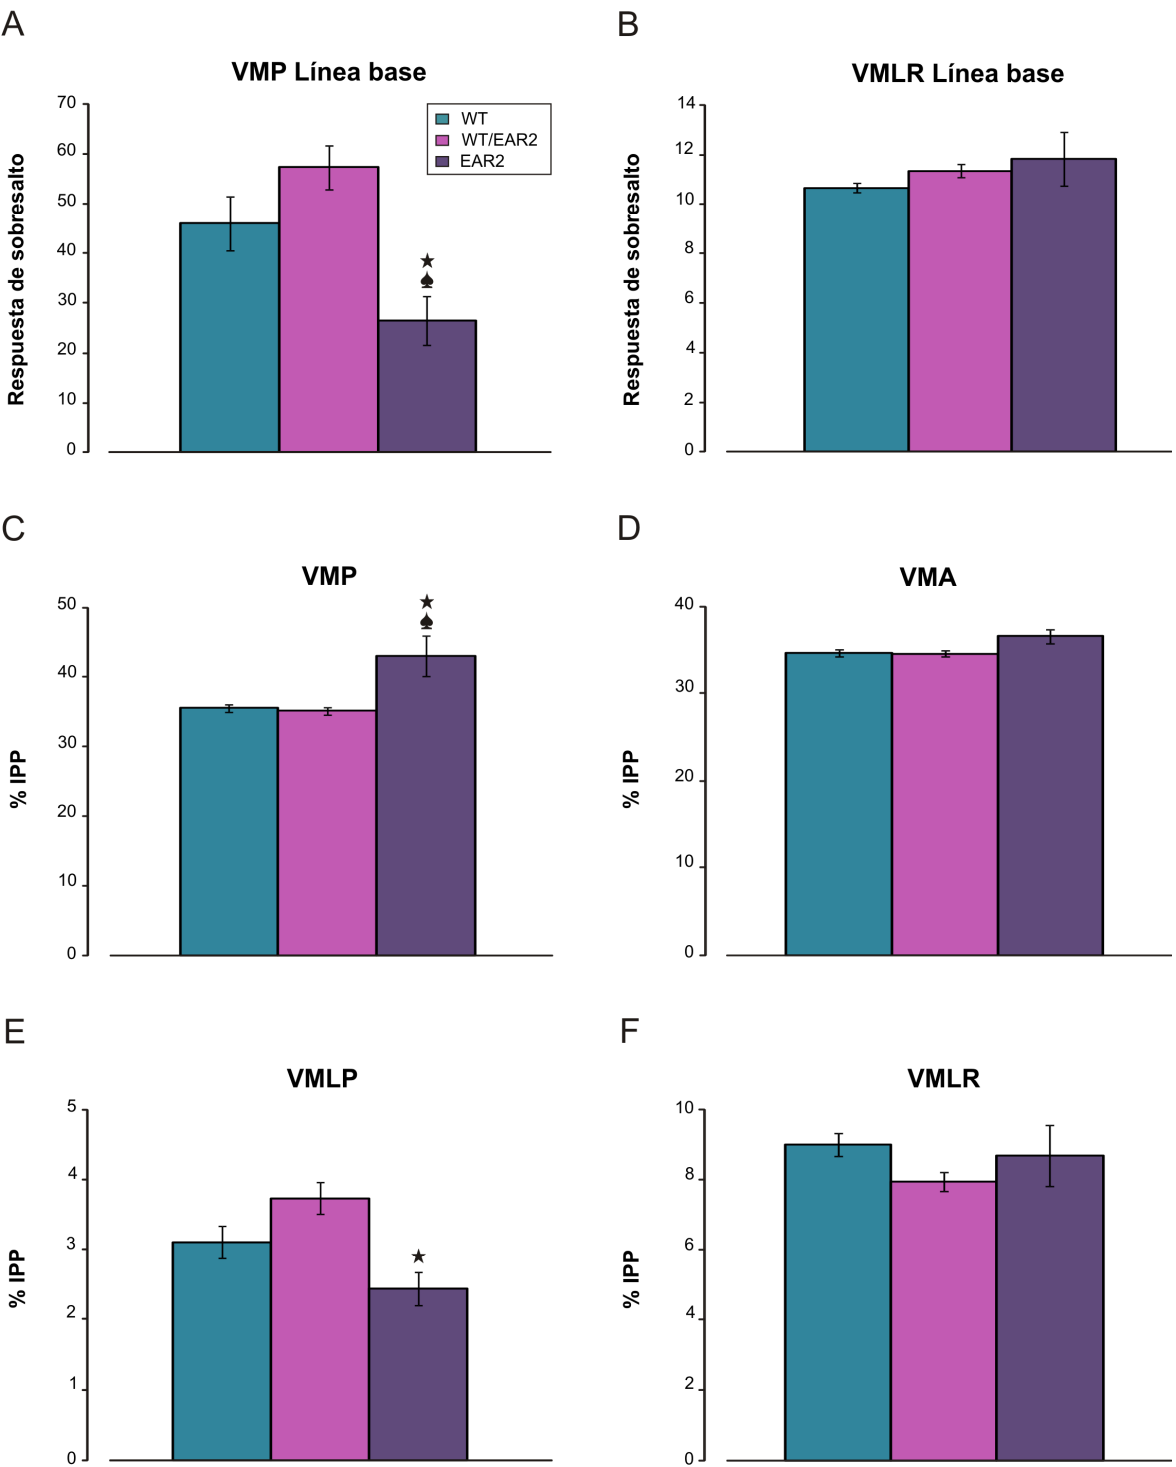 A
VMP Línea base
Respuesta de sobresalto
70
60
50
40
30
20
10
0
WT
WT/EAR2
EAR2
★
♠
B
VMLR Línea base
Respuesta de sobresalto
14
12
10
8
6
4
2
0
C
VMP
% IPP
50
40
30
20
10
0
★
♠
D
VMA
% IPP
40
30
20
10
0
E
VMLP
% IPP
5
4
3
2
1
0
★
F
VMLR
% IPP
10
8
6
4
2
0